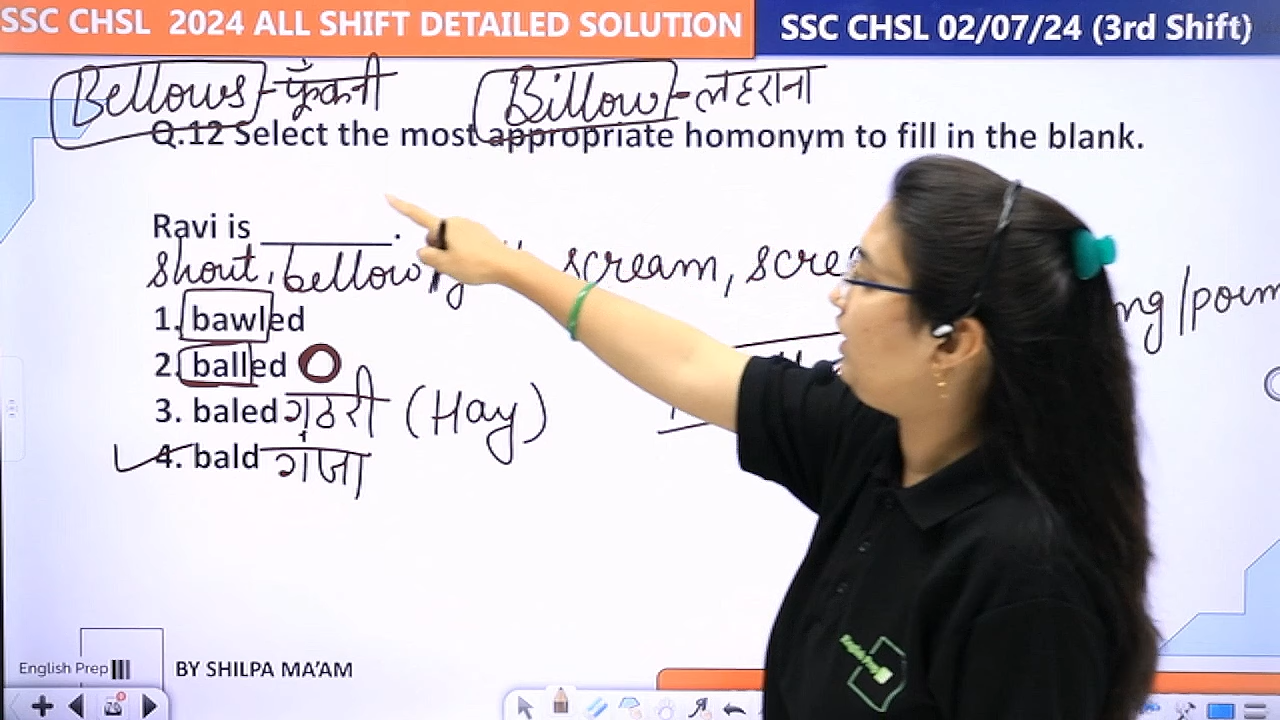 SSC CHSL 2024 ALL SHIFT DETAILED SOLUTION
SSC CHSL 02/07/24 (3rd Shift)
Bellows - फूँकनी
Billow - लहराना
Q.12 Select the most appropriate homonym to fill in the blank.
Ravi is ________.
Shout, bellow, scream,
1. bawled
2. balled
3. baled गठरी (Hay)
4. bald गंजा
English Prep
BY SHILPA MA'AM